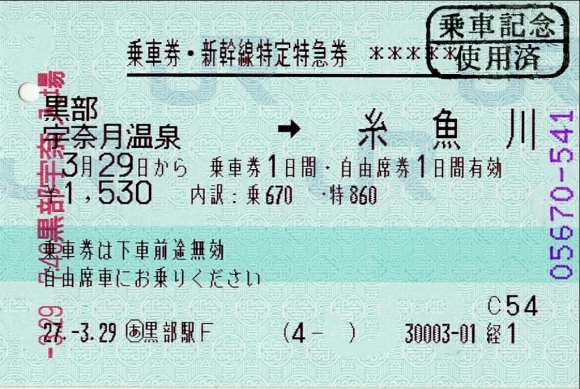 乗車記念
使用済
乗車券・新幹線特定特急券 *****
黒部
宇奈月温泉 ➡ 糸魚川
3月29日から 乗車券1日間・自由席券1日間有効
¥1,530 内訳:乗670 ・特860
乗車券は下車前途無効
自由席車にお乗りください
C54
27.-3.29 あ黒部駅F (4- ) 30003-01 経1
05670-541